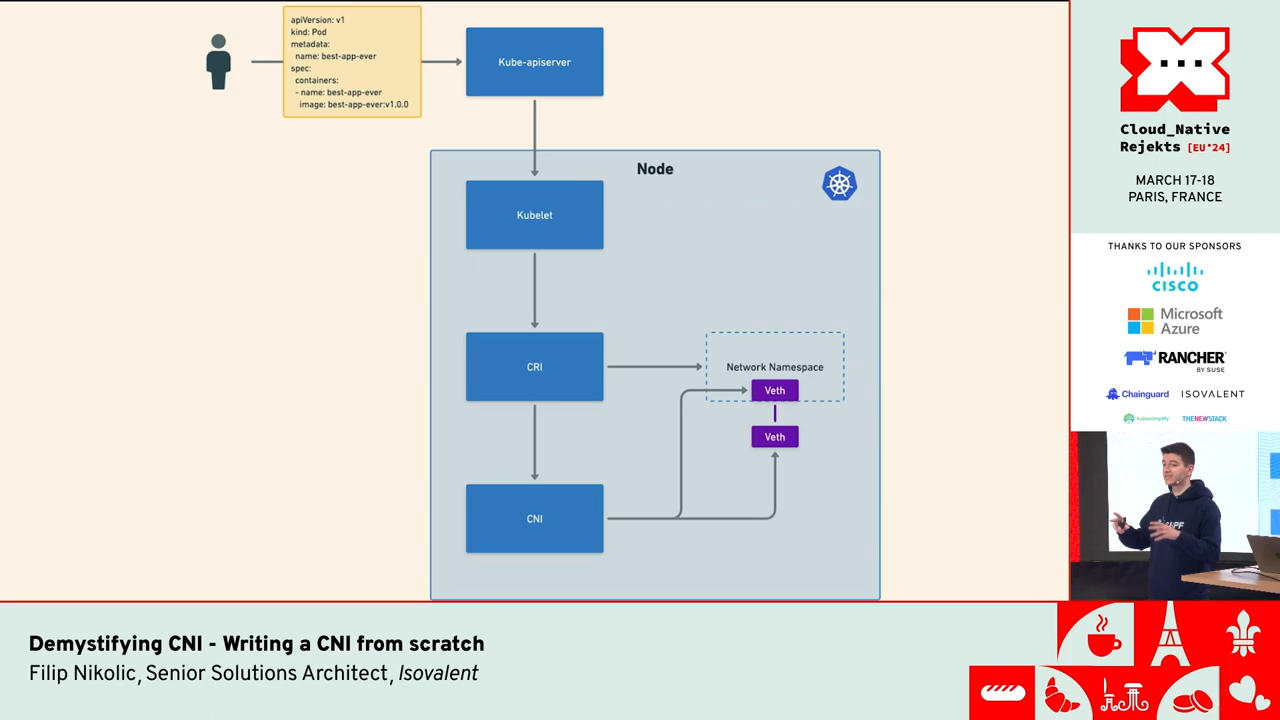 apiVersion: v1
kind: Pod
metadata:
name: best-app-ever
spec:
containers:
- name: best-app-ever
image: best-app-ever:v1.0.0
Kube-apiserver
Node
Kubelet
CRI
Network Namespace
Veth
Veth
CNI
Cloud_Native
Rejekts [EU*24]
MARCH 17-18
PARIS, FRANCE
THANKS TO OUR SPONSORS
CISCO
Microsoft
Azure
RANCHER
BY SUSE
Chainguard
ISOVALENT
Kubesimplify
THENEWSTACK
Demystifying CNI - Writing a CNI from scratch
Filip Nikolic, Senior Solutions Architect, Isovalent